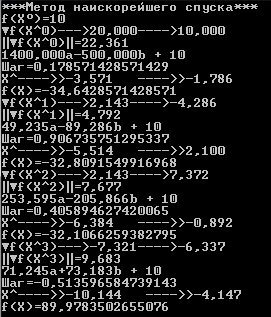 ***Метод наискорейшего спуска***
f(X⁰)=10
▼f(X^0)--->20,000---->10,000
||▼f(X^0)||=22,361
1400,000a-500,000b + 10
Шаг=0,178571428571429
X^---->>-3,571    ---->>-1,786
f(X)=-34,6428571428571
▼f(X^1)--->2,143---->-4,286
||▼f(X^1)||=4,792
49,235a-89,286b + 10
Шаг=0,906735751295337
X^---->>-5,514    ---->>2,100
f(X)=-32,8091549916968
▼f(X^2)--->2,143---->7,372
||▼f(X^2)||=7,677
253,595a-205,866b + 10
Шаг=0,405894627420065
X^---->>-6,384    ---->>-0,892
f(X)=-32,1066259382795
▼f(X^3)--->-7,321---->-6,337
||▼f(X^3)||=9,683
71,245a+73,183b + 10
Шаг=-0,513596584739143
X^---->>-10,144    ---->>-4,147
f(X)=89,9783502655076